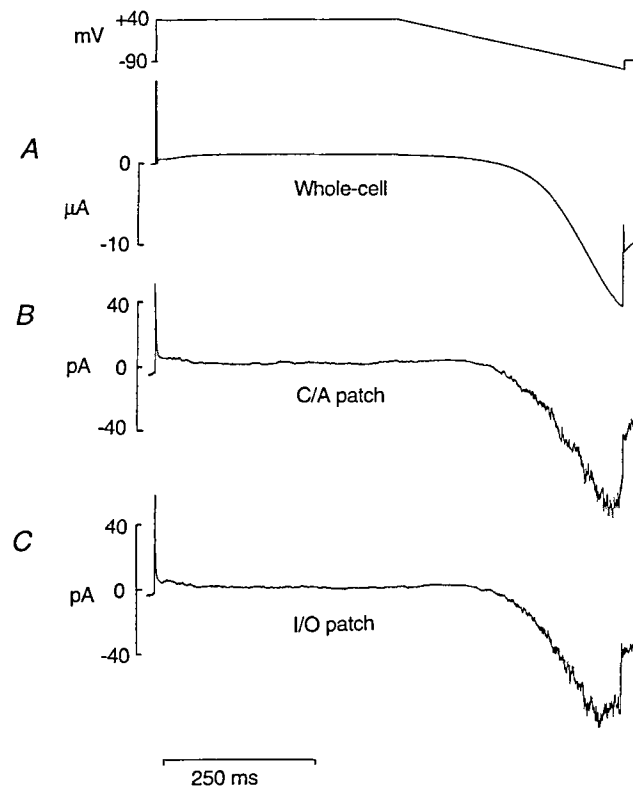 +40
mV
-90
A
0
Whole-cell
μA
-10
B
40
pA
0
C/A patch
-40
C
40
pA
0
I/O patch
-40
250 ms